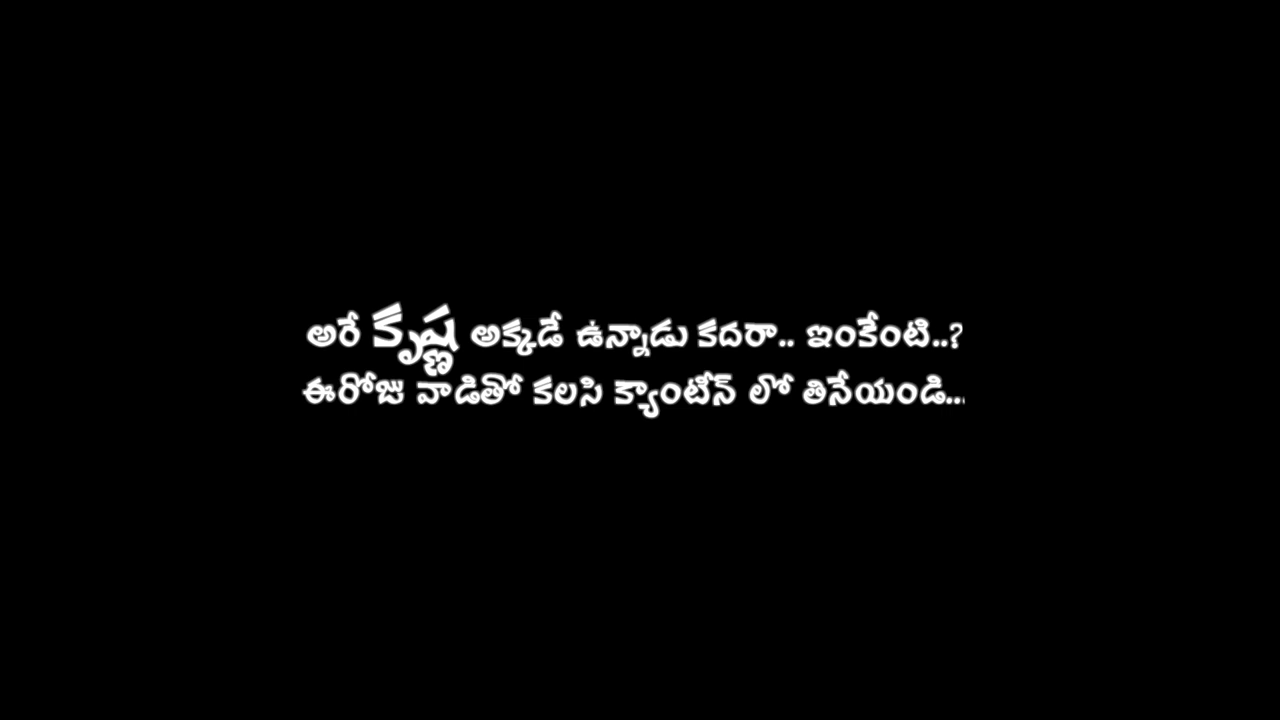 అరే కృష్ణ అక్కడే ఉన్నాడు కదరా.. ఇంకేంటి..?
ఈరోజు వాడితో కలసి క్యాంటీన్ లో తినేయండి...